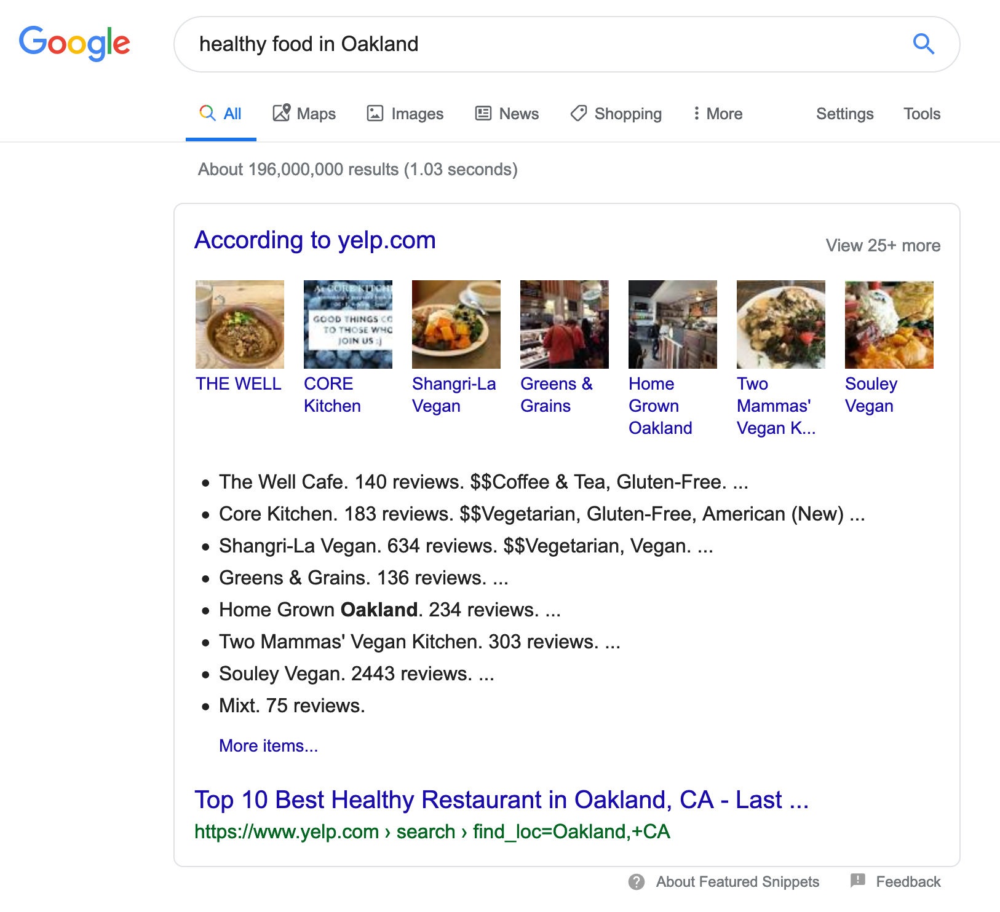 Google
healthy food in Oakland
All Maps Images News Shopping More Settings Tools
About 196,000,000 results (1.03 seconds)
According to yelp.com
View 25+ more
At CORE KITCH
GOOD THINGS CO
TO THOSE WHO
JOIN US :]
THE WELL
CORE
Kitchen
Shangri-La
Vegan
Greens &
Grains
Home
Grown
Oakland
Two
Mammas'
Vegan K...
Souley
Vegan
The Well Cafe. 140 reviews. $$Coffee & Tea, Gluten-Free. ...
Core Kitchen. 183 reviews. $$Vegetarian, Gluten-Free, American (New) ...
Shangri-La Vegan. 634 reviews. $$Vegetarian, Vegan. ...
Greens & Grains. 136 reviews. ...
Home Grown Oakland. 234 reviews. ...
Two Mammas' Vegan Kitchen. 303 reviews. ...
Souley Vegan. 2443 reviews. ...
Mixt. 75 reviews.
More items...
Top 10 Best Healthy Restaurant in Oakland, CA - Last ...
https://www.yelp.com › search › find_loc=Oakland,+CA
About Featured Snippets Feedback